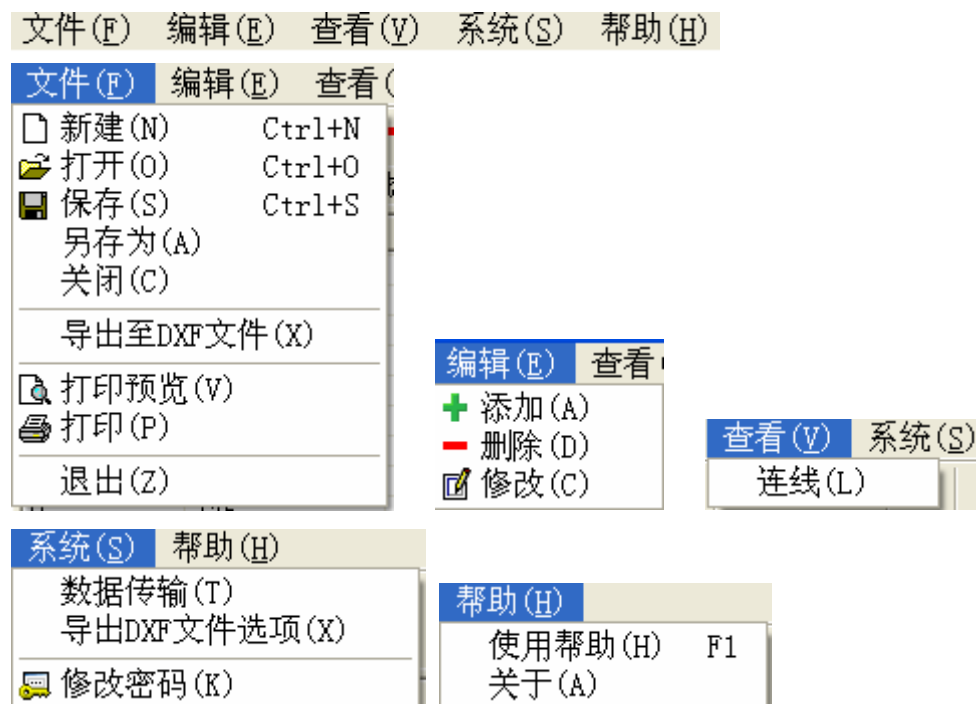 文件(F) 编辑(E) 查看(V) 系统(S) 帮助(H)
文件(F) 编辑(E) 查看(
新建(N) Ctrl+N
打开(O) Ctrl+O
保存(S) Ctrl+S
另存为(A)
关闭(C)
导出至DXF文件(X)
打印预览(V)
打印(P)
退出(Z)
编辑(E) 查看
添加(A)
删除(D)
修改(C)
查看(V) 系统(S)
连线(L)
系统(S) 帮助(H)
数据传输(T)
导出DXF文件选项(X)
修改密码(K)
帮助(H)
使用帮助(H) F1
关于(A)